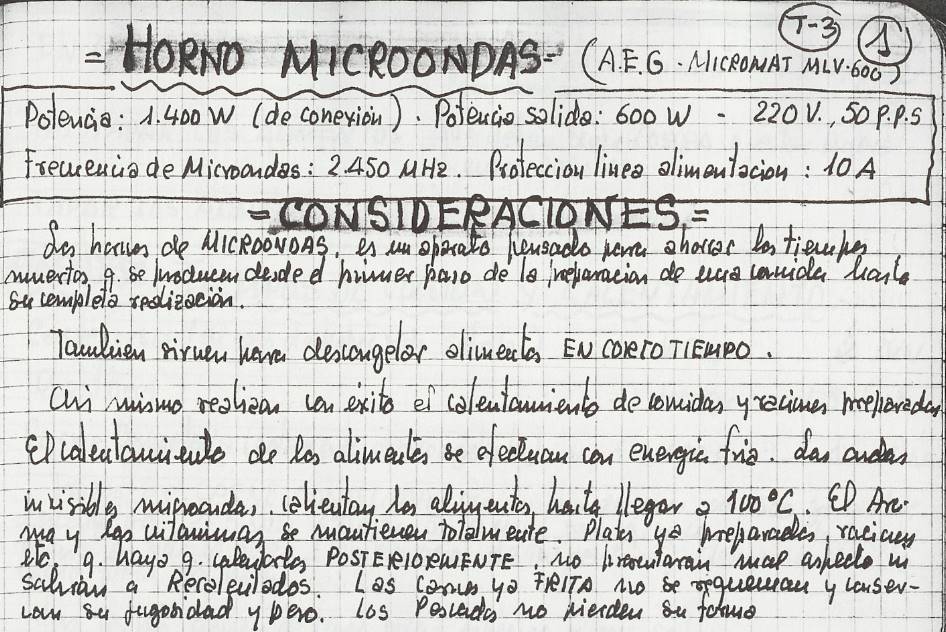 T-3 1
= HORNO MICROONDAS = (A.E.G - MICROMAT MLV-600)
Potencia: 1.400 W (de conexión). Potencia salida: 600 W - 220 V., 50 P.P.S
Frecuencia de Microondas: 2.450 MHz. Proteccion linea alimentacion: 10 A
= CONSIDERACIONES =
Los hornos de MICROONDAS, es un aparato pensado para ahorrar los tiempos
muertos q. se producen desde el primer paso de la preparacion de una comida hasta
su completa realización.
Tambien sirven para descongelar alimentos EN CORTO TIEMPO.
Asi mismo realizan con éxito el calentamiento de comidas y raciones preparadas
El calentamiento de los alimentos se efectuan con energia fria. Las ondas
invisibles microondas, calientan los alimentos, hasta llegar a 100°C. El Aro-
ma y las vitaminas se mantienen totalmente. Platos ya preparados, raciones
etc. q. haya q. calentarlos POSTERIORMENTE, no presentaran mal aspecto ni
sabrán a Recalentados. Las carnes ya FRITA no se requeman y conser-
van su jugosidad y peso. Los Pescados no pierden su forma